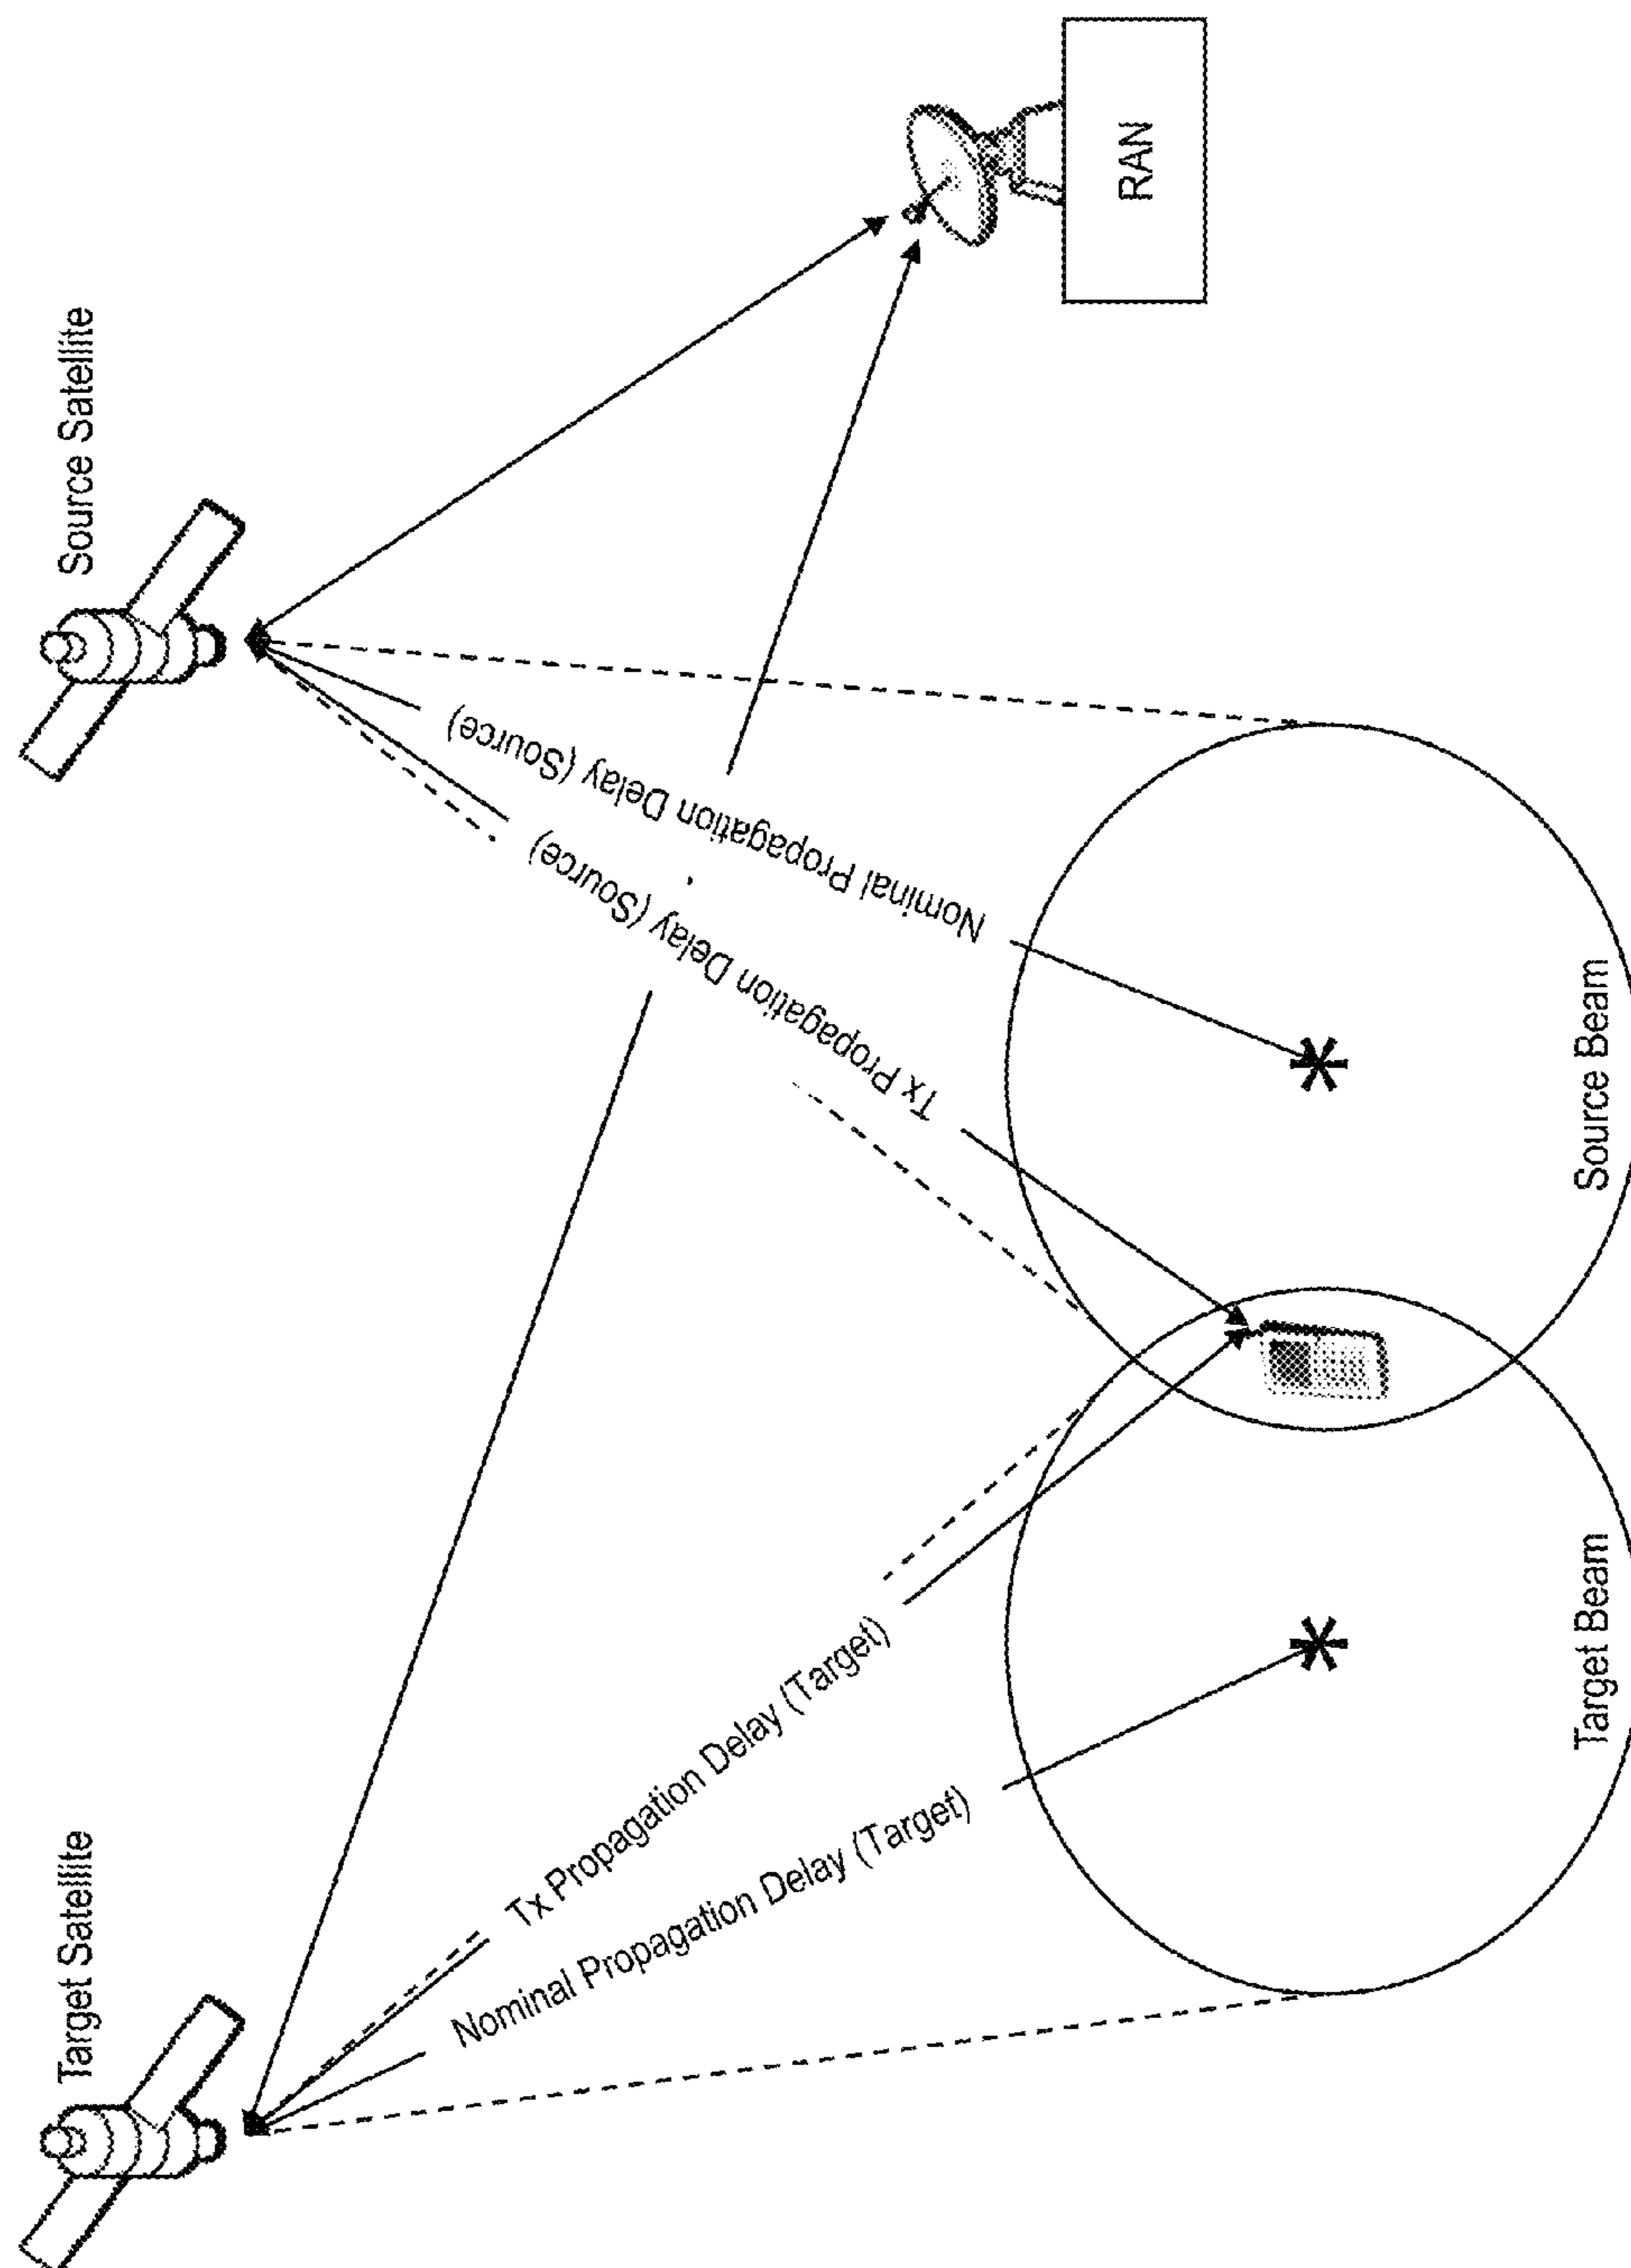 Target Satellite
Source Satellite
Tx Propagation Delay (Target)
Nominal Propagation Delay (Target)
Tx Propagation Delay (Source)
Nominal Propagation Delay (Source)
RAN
Target Beam
Source Beam